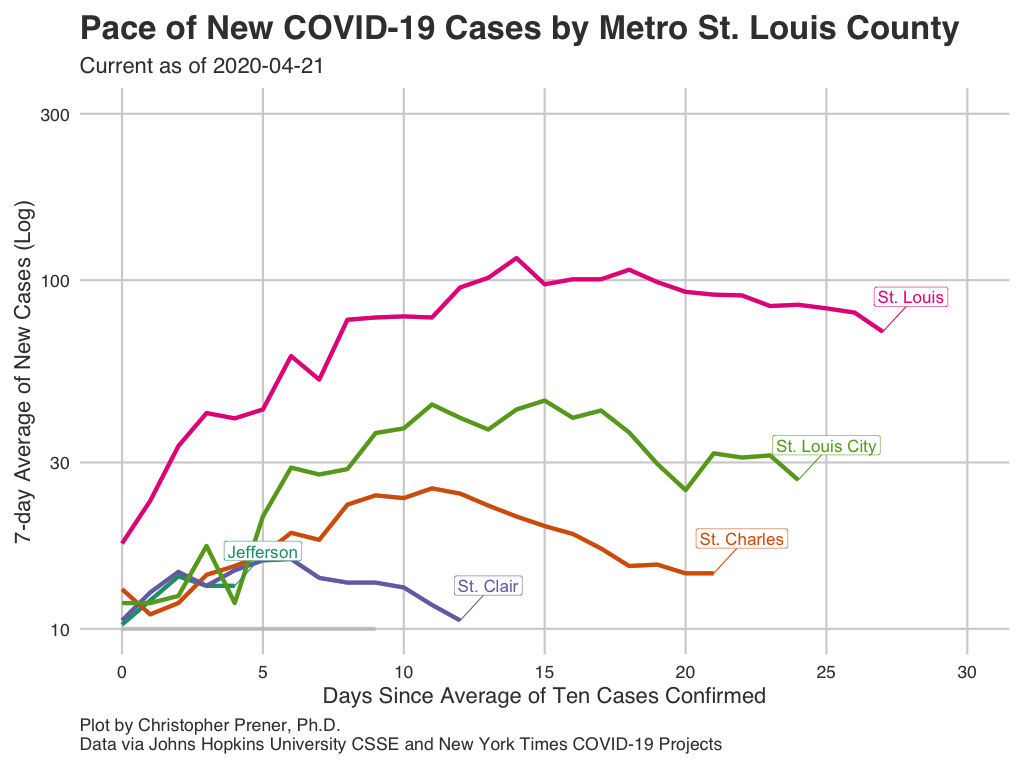 Pace of New COVID-19 Cases by Metro St. Louis County
Current as of 2020-04-21
7-day Average of New Cases (Log)
300
100
30
10
St. Louis
St. Louis City
St. Charles
Jefferson
St. Clair
0 5 10 15 20 25 30
Days Since Average of Ten Cases Confirmed
Plot by Christopher Prener, Ph.D.
Data via Johns Hopkins University CSSE and New York Times COVID-19 Projects